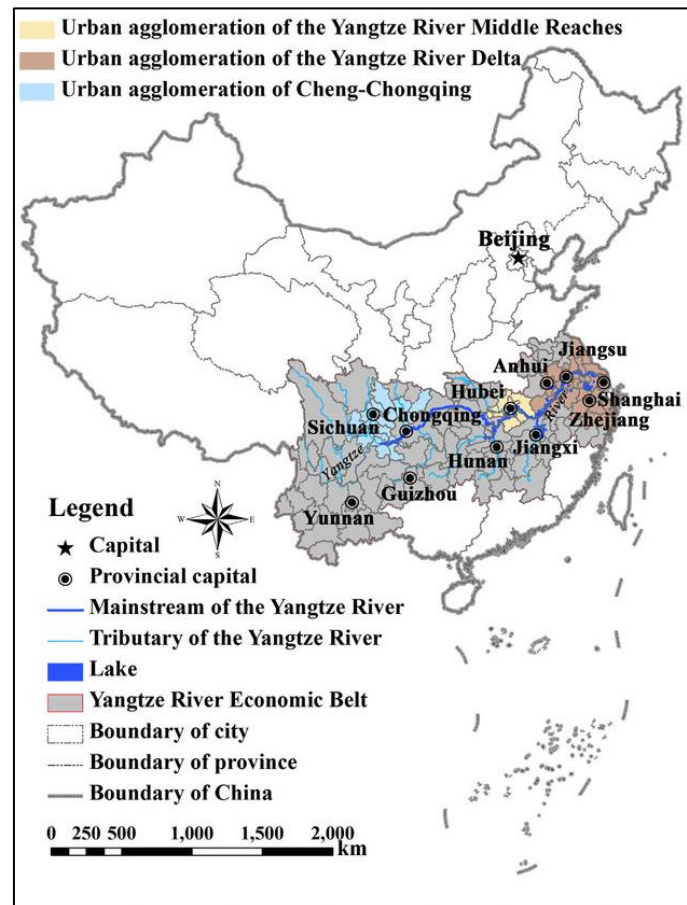 Urban agglomeration of the Yangtze River Middle Reaches
Urban agglomeration of the Yangtze River Delta
Urban agglomeration of Cheng-Chongqing
Beijing
Jiangsu
Anhui
Hubei
River
Shanghai
Chongqing
Zhejiang
Sichuan
Jiangxi
Yangtze
Hunan
Guizhou
Yunnan
Legend
N
W
E
S
Capital
Provincial capital
Mainstream of the Yangtze River
Tributary of the Yangtze River
Lake
Yangtze River Economic Belt
Boundary of city
Boundary of province
Boundary of China
0 250 500 1,000 1,500 2,000
km